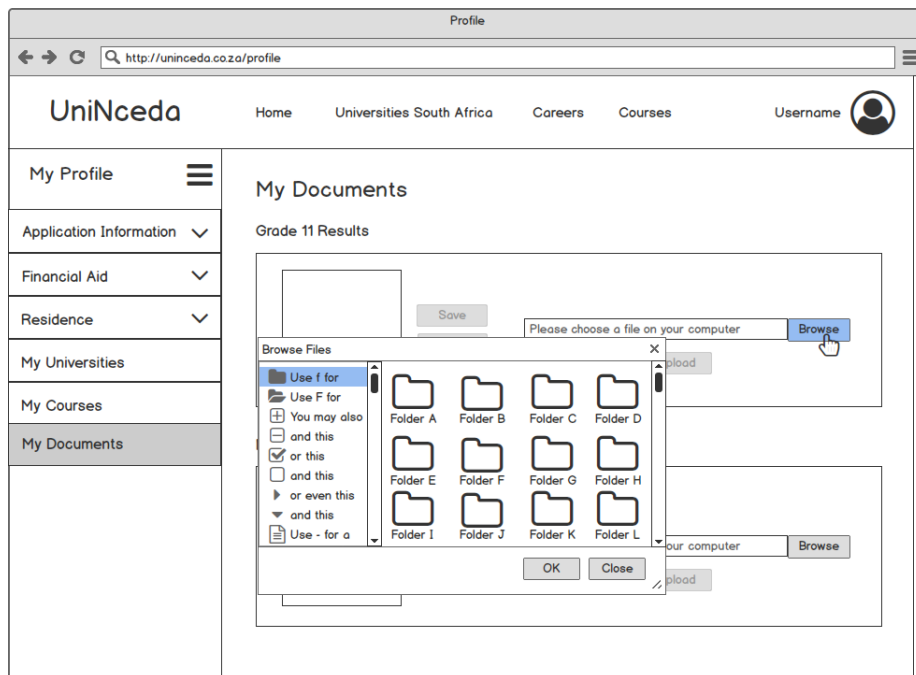 Profile
http://uninceda.co.za/profile
UniNceda
Home Universities South Africa Careers Courses Username
My Profile
Application Information
Financial Aid
Residence
My Universities
My Courses
My Documents
My Documents
Grade 11 Results
Save
Please choose a file on your computer Browse
Browse Files
Use f for
Use F for
You may also
and this
or this
and this
or even this
and this
Use - for a
Folder A Folder B Folder C Folder D
Folder E Folder F Folder G Folder H
Folder I Folder J Folder K Folder L
OK Close
computer Browse